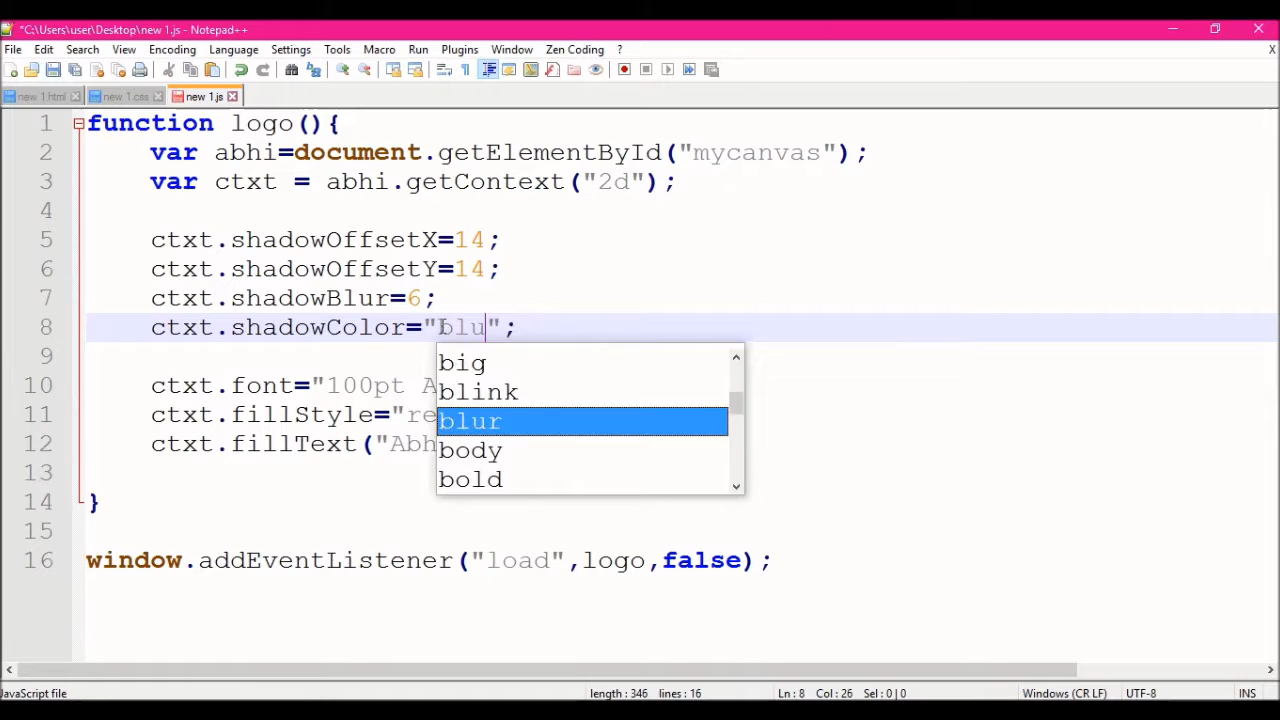 *C:\Users\user\Desktop\new 1.js - Notepad++
File Edit Search View Encoding Language Settings Tools Macro Run Plugins Window Zen Coding ? X
new 1.html new 1.css new 1.js
1 function logo(){
2 var abhi=document.getElementById("mycanvas");
3 var ctxt = abhi.getContext("2d");
4
5 ctxt.shadowOffsetX=14;
6 ctxt.shadowOffsetY=14;
7 ctxt.shadowBlur=6;
8 ctxt.shadowColor="blu";
9
big
10 ctxt.font="100pt A
blink
11 ctxt.fillStyle="re
blur
12 ctxt.fillText("Abh
body
13
bold
14 }
15
16 window.addEventListener("load",logo,false);
JavaScript file length : 346 lines : 16 Ln : 8 Col : 26 Sel : 0 | 0 Windows (CR LF) UTF-8 INS